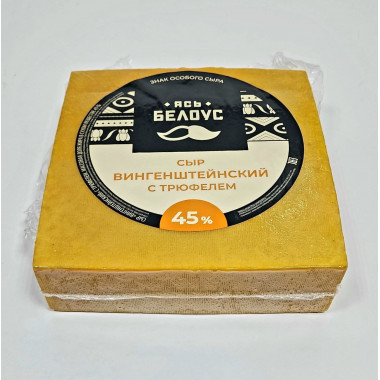 ЗНАК ОСОБОГО СЫРА
ЯСЬ
БЕЛОУС
СЫР
ВИНГЕНШТЕЙНСКИЙ
С ТРЮФЕЛЕМ
45%